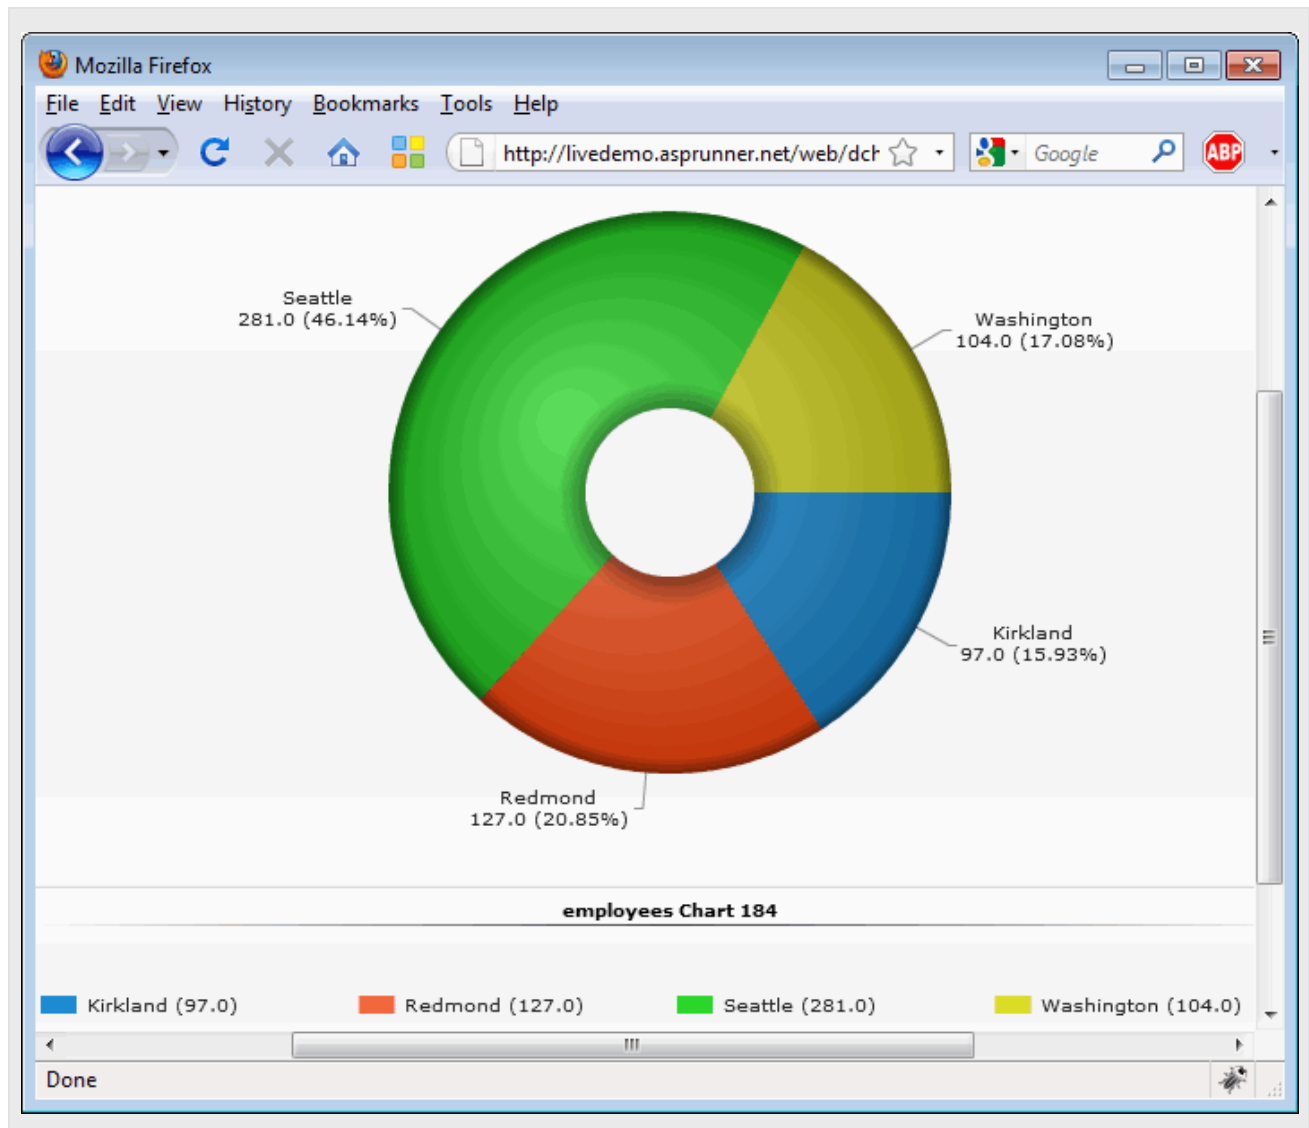 Mozilla Firefox
File Edit View History Bookmarks Tools Help
http://livedemo.asprunner.net/web/dch
Google
ABP
Seattle
281.0 (46.14%)
Washington
104.0 (17.08%)
Kirkland
97.0 (15.93%)
Redmond
127.0 (20.85%)
employees Chart 184
Kirkland (97.0) Redmond (127.0) Seattle (281.0) Washington (104.0)
Done